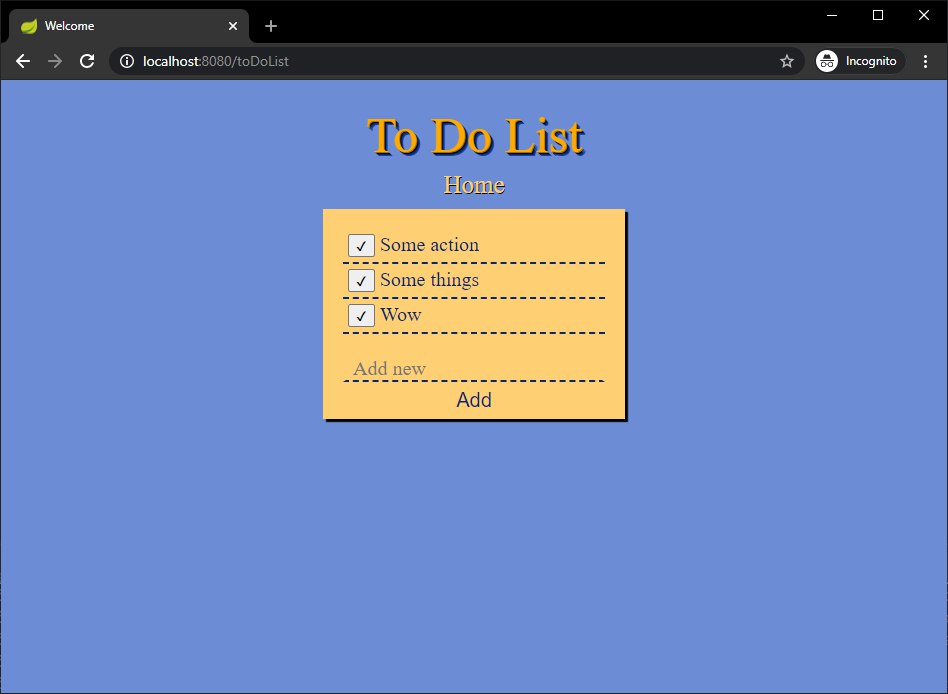 Welcome
localhost:8080/toDoList
Incognito
To Do List
Home
✓ Some action
✓ Some things
✓ Wow
Add new
Add